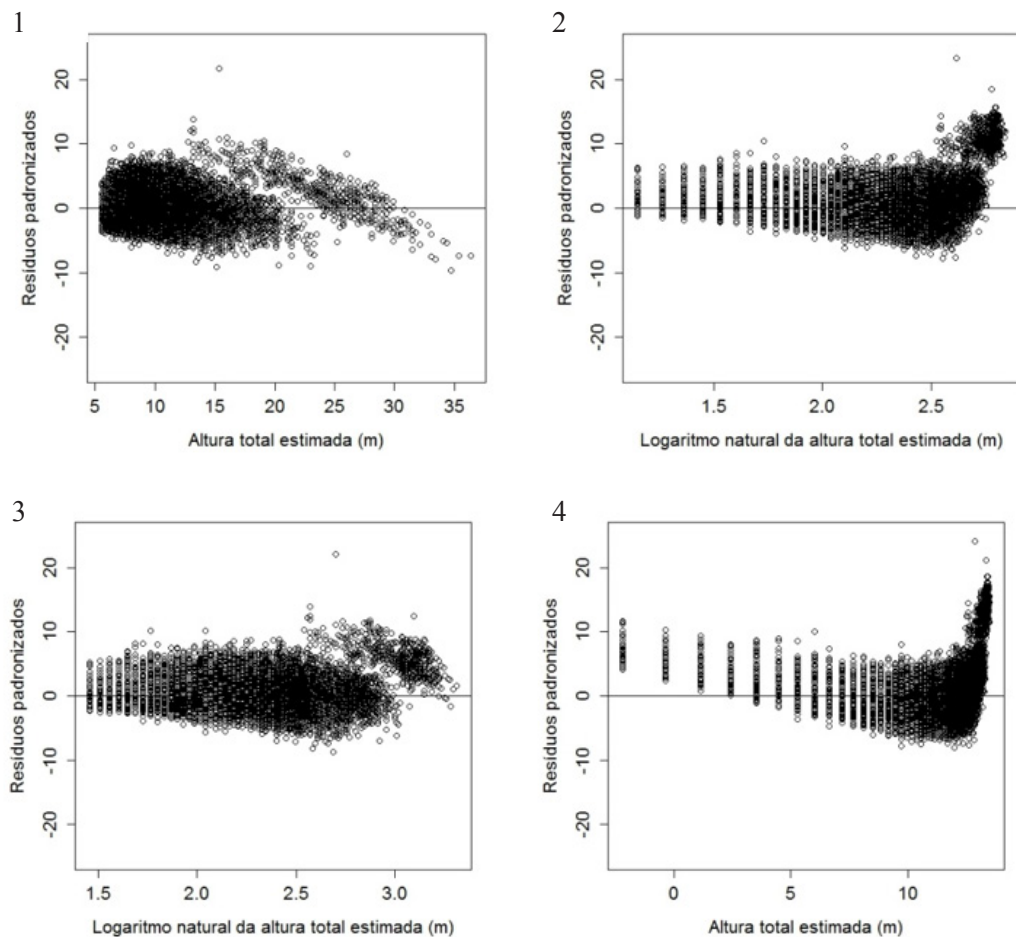 1
Resíduos padronizados
20
10
0
-10
-20
5 10 15 20 25 30 35
Altura total estimada (m)
2
Resíduos padronizados
20
10
0
-10
-20
1.5 2.0 2.5
Logaritmo natural da altura total estimada (m)
3
Resíduos padronizados
20
10
0
-10
-20
1.5 2.0 2.5 3.0
Logaritmo natural da altura total estimada (m)
4
Resíduos padronizados
20
10
0
-10
-20
0 5 10
Altura total estimada (m)